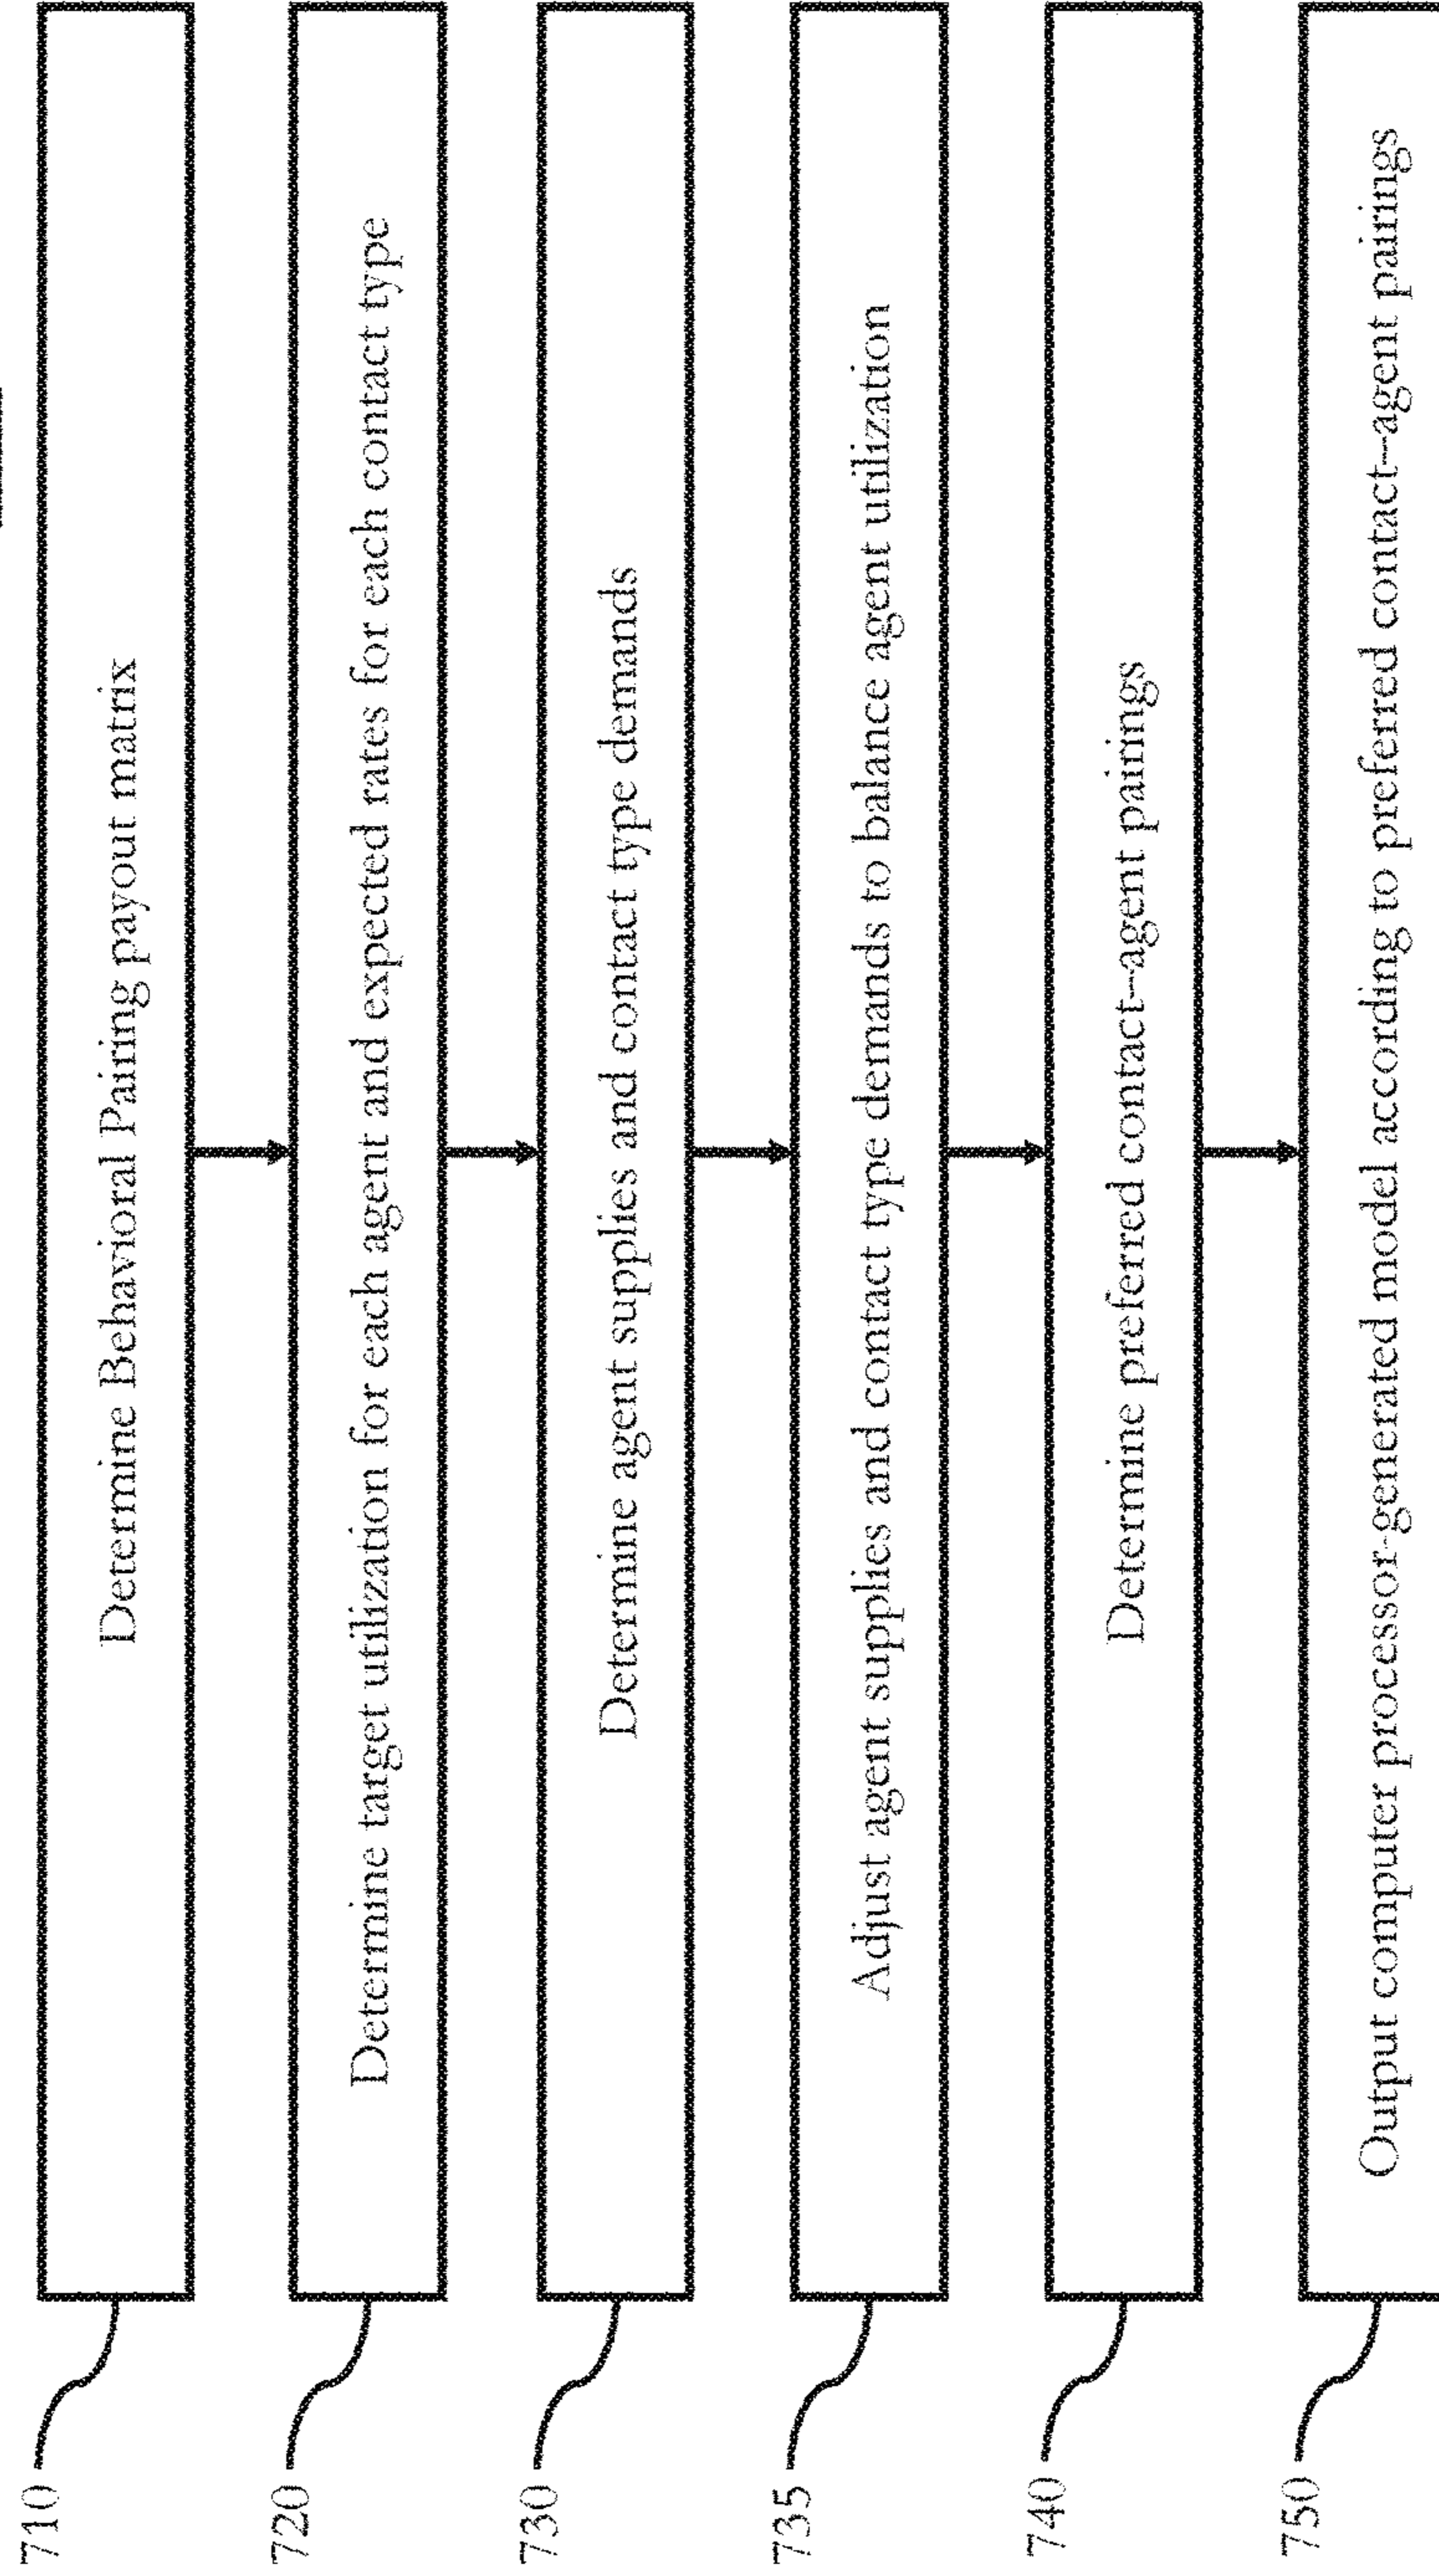 710
Determine Behavioral Pairing payout matrix
720
Determine target utilization for each agent and expected rates for each contact type
730
Determine agent supplies and contact type demands
735
Adjust agent supplies and contact type demands to balance agent utilization
740
Determine preferred contact–agent pairings
750
Output computer processor-generated model according to preferred contact–agent pairings